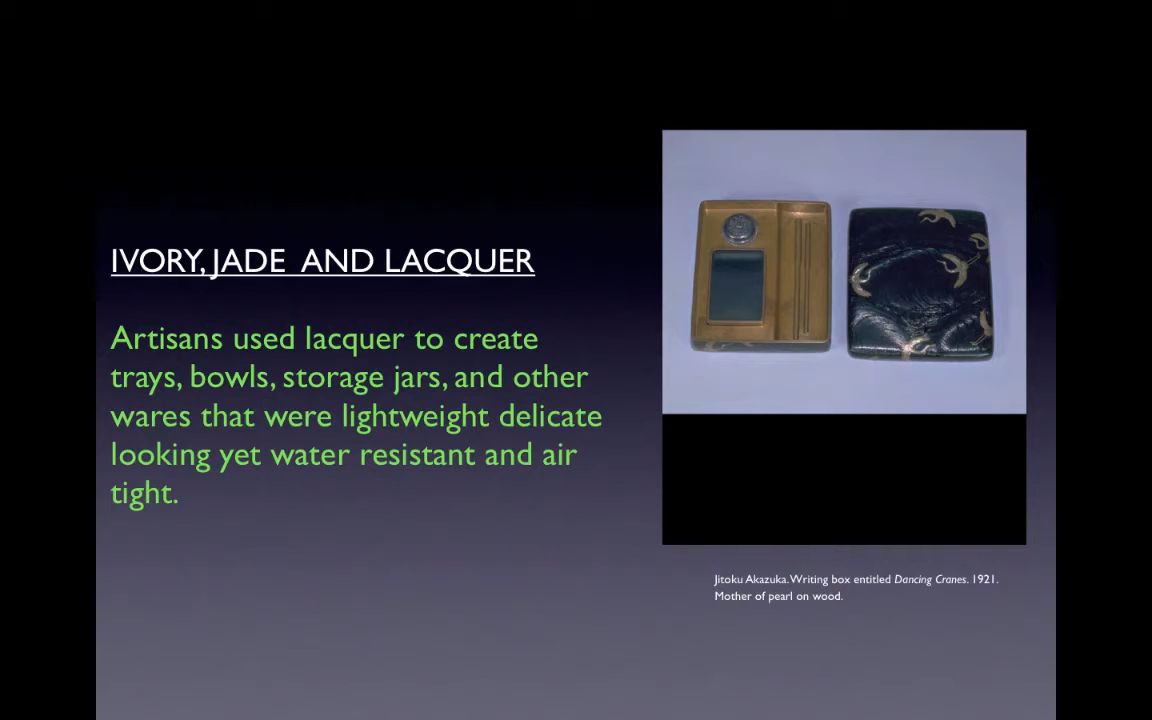 IVORY, JADE AND LACQUER
Artisans used lacquer to create
trays, bowls, storage jars, and other
wares that were lightweight delicate
looking yet water resistant and air
tight.
Jitoku Akazuka. Writing box entitled Dancing Cranes. 1921.
Mother of pearl on wood.